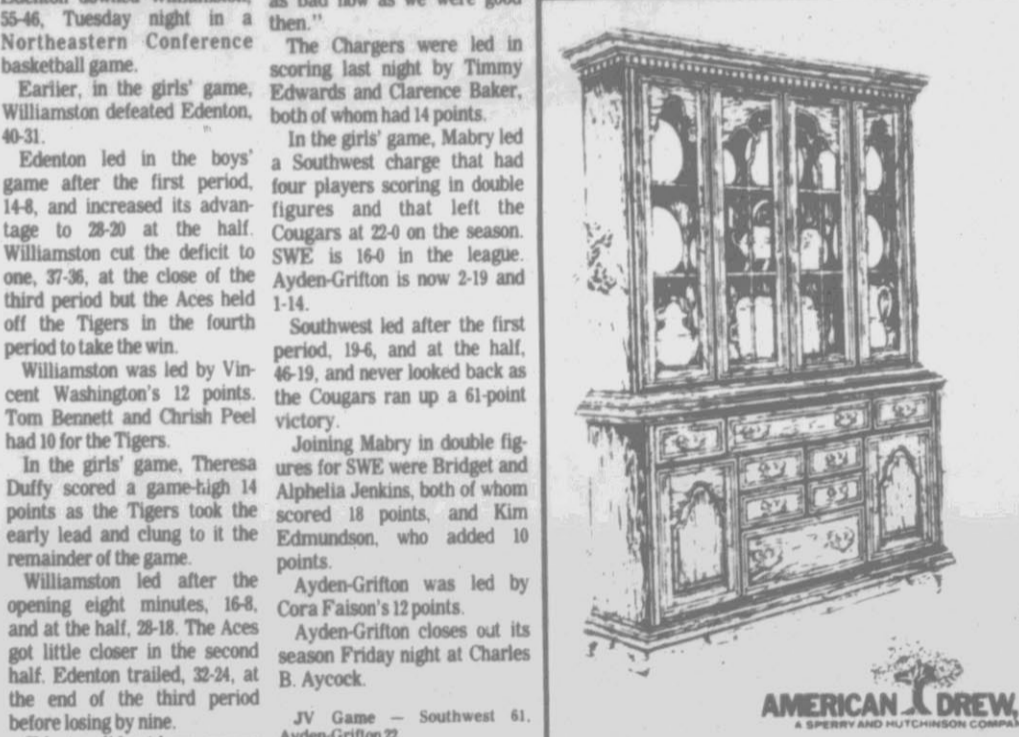 55-46, Tuesday night in a
Northeastern Conference
basketball game.
Earlier, in the girls' game,
Williamston defeated Edenton,
40-31.
Edenton led in the boys'
game after the first period,
14-8, and increased its advan-
tage to 28-20 at the half.
Williamston cut the deficit to
one, 37-36, at the close of the
third period but the Aces held
off the Tigers in the fourth
period to take the win.
Williamston was led by Vin-
cent Washington's 12 points.
Tom Bennett and Chrish Peel
had 10 for the Tigers.
In the girls' game, Theresa
Duffy scored a game-high 14
points as the Tigers took the
early lead and clung to it the
remainder of the game.
Williamston led after the
opening eight minutes, 16-8,
and at the half, 28-18. The Aces
got little closer in the second
half. Edenton trailed, 32-24, at
the end of the third period
before losing by nine.
as bad now as we were good
then."
The Chargers were led in
scoring last night by Timmy
Edwards and Clarence Baker,
both of whom had 14 points.
In the girls' game, Mabry led
a Southwest charge that had
four players scoring in double
figures and that left the
Cougars at 22-0 on the season.
SWE is 16-0 in the league.
Ayden-Grifton is now 2-19 and
1-14.
Southwest led after the first
period, 19-6, and at the half,
46-19, and never looked back as
the Cougars ran up a 61-point
victory.
Joining Mabry in double fig-
ures for SWE were Bridget and
Alphelia Jenkins, both of whom
scored 18 points, and Kim
Edmundson, who added 10
points.
Ayden-Grifton was led by
Cora Faison's 12 points.
Ayden-Grifton closes out its
season Friday night at Charles
B. Aycock.
JV Game — Southwest 61,
Ayden-Grifton 22
AMERICAN DREW,
A SPERRY AND HUTCHINSON COMPAN